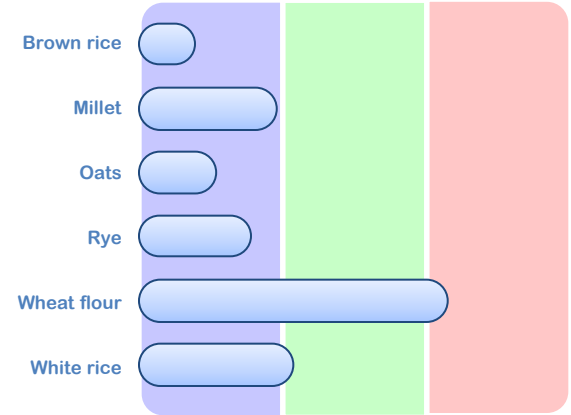 Brown rice
Millet
Oats
Rye
Wheat flour
White rice